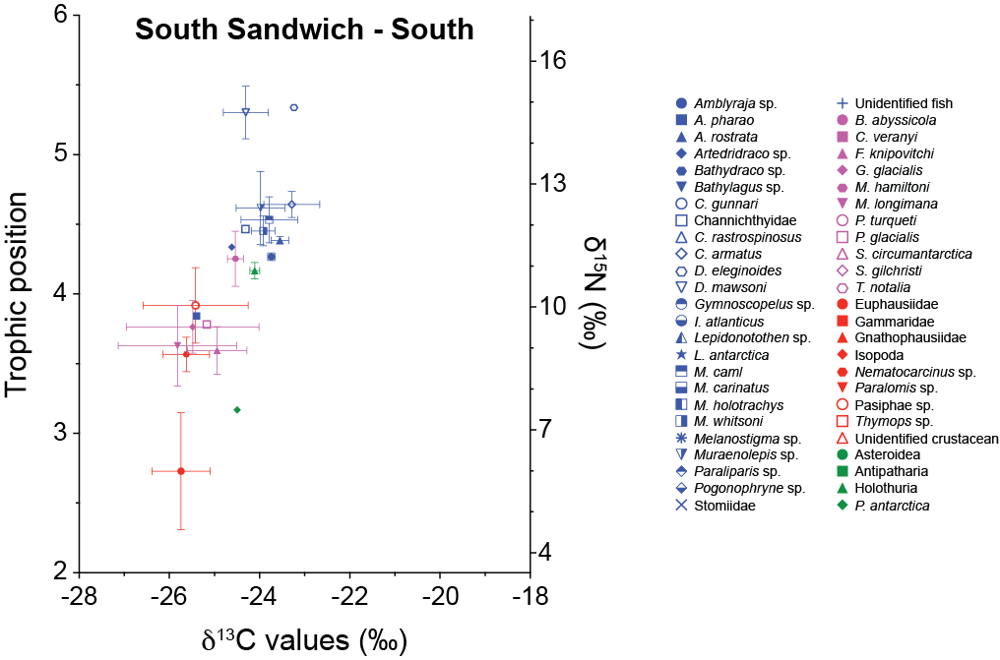 South Sandwich - South
6
5
4
3
2
Trophic position
16
13
10
7
4
δ15N (‰)
-28
-26
-24
-22
-20
-18
δ13C values (‰)
Amblyraja sp.
A. pharao
A. rostrata
Artedridraco sp.
Bathydraco sp.
Bathylagus sp.
C. gunnari
Channichthyidae
C. rastrospinosus
C. armatus
D. eleginoides
D. mawsoni
Gymnoscopelus sp.
I. atlanticus
Lepidonotothen sp.
L. antarctica
M. caml
M. carinatus
M. holotrachys
M. whitsoni
Melanostigma sp.
Muraenolepis sp.
Paraliparis sp.
Pogonophryne sp.
Stomiidae
Unidentified fish
B. abyssicola
C. veranyi
F. knipovitchi
G. glacialis
M. hamiltoni
M. longimana
P. turqueti
P. glacialis
S. circumantarctica
S. gilchristi
T. notalia
Euphausiidae
Gammaridae
Gnathophausiidae
Isopoda
Nematocarcinus sp.
Paralomis sp.
Pasiphae sp.
Thymops sp.
Unidentified crustacean
Asteroidea
Antipatharia
Holothuria
P. antarctica